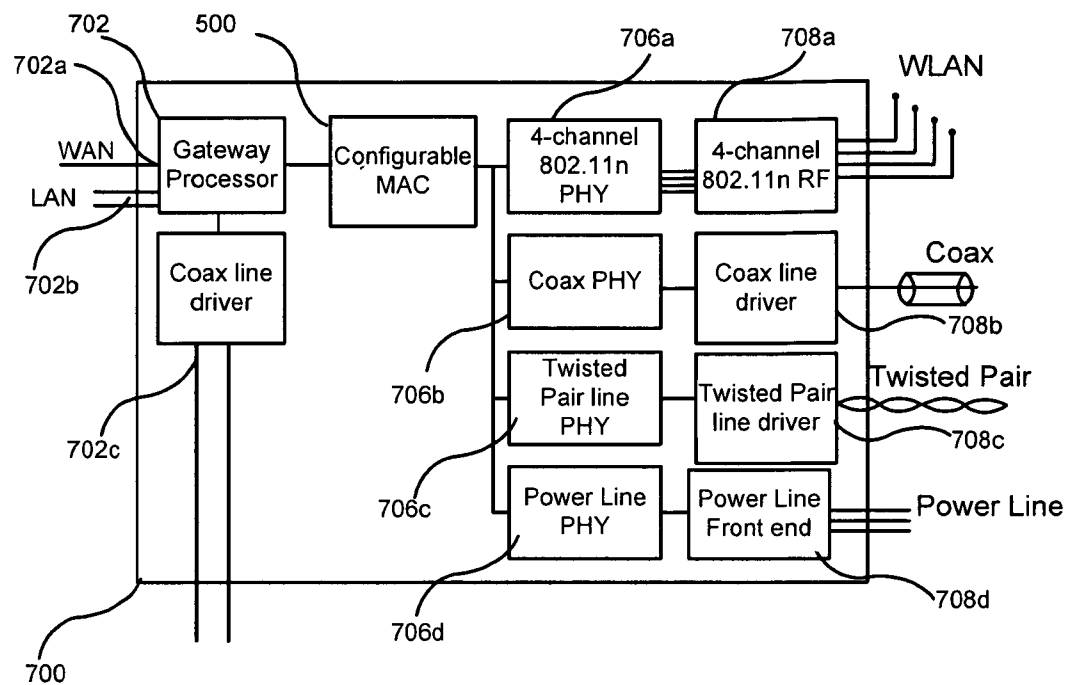 702
500
706a
708a
702a
WLAN
WAN
Gateway
Processor
Configurable
MAC
4-channel
802.11n
PHY
4-channel
802.11n RF
LAN
702b
Coax line
driver
Coax PHY
Coax line
driver
Coax
708b
706b
Twisted
Pair line
PHY
Twisted Pair
line driver
Twisted Pair
702c
708c
706c
Power Line
PHY
Power Line
Front end
Power Line
708d
706d
700